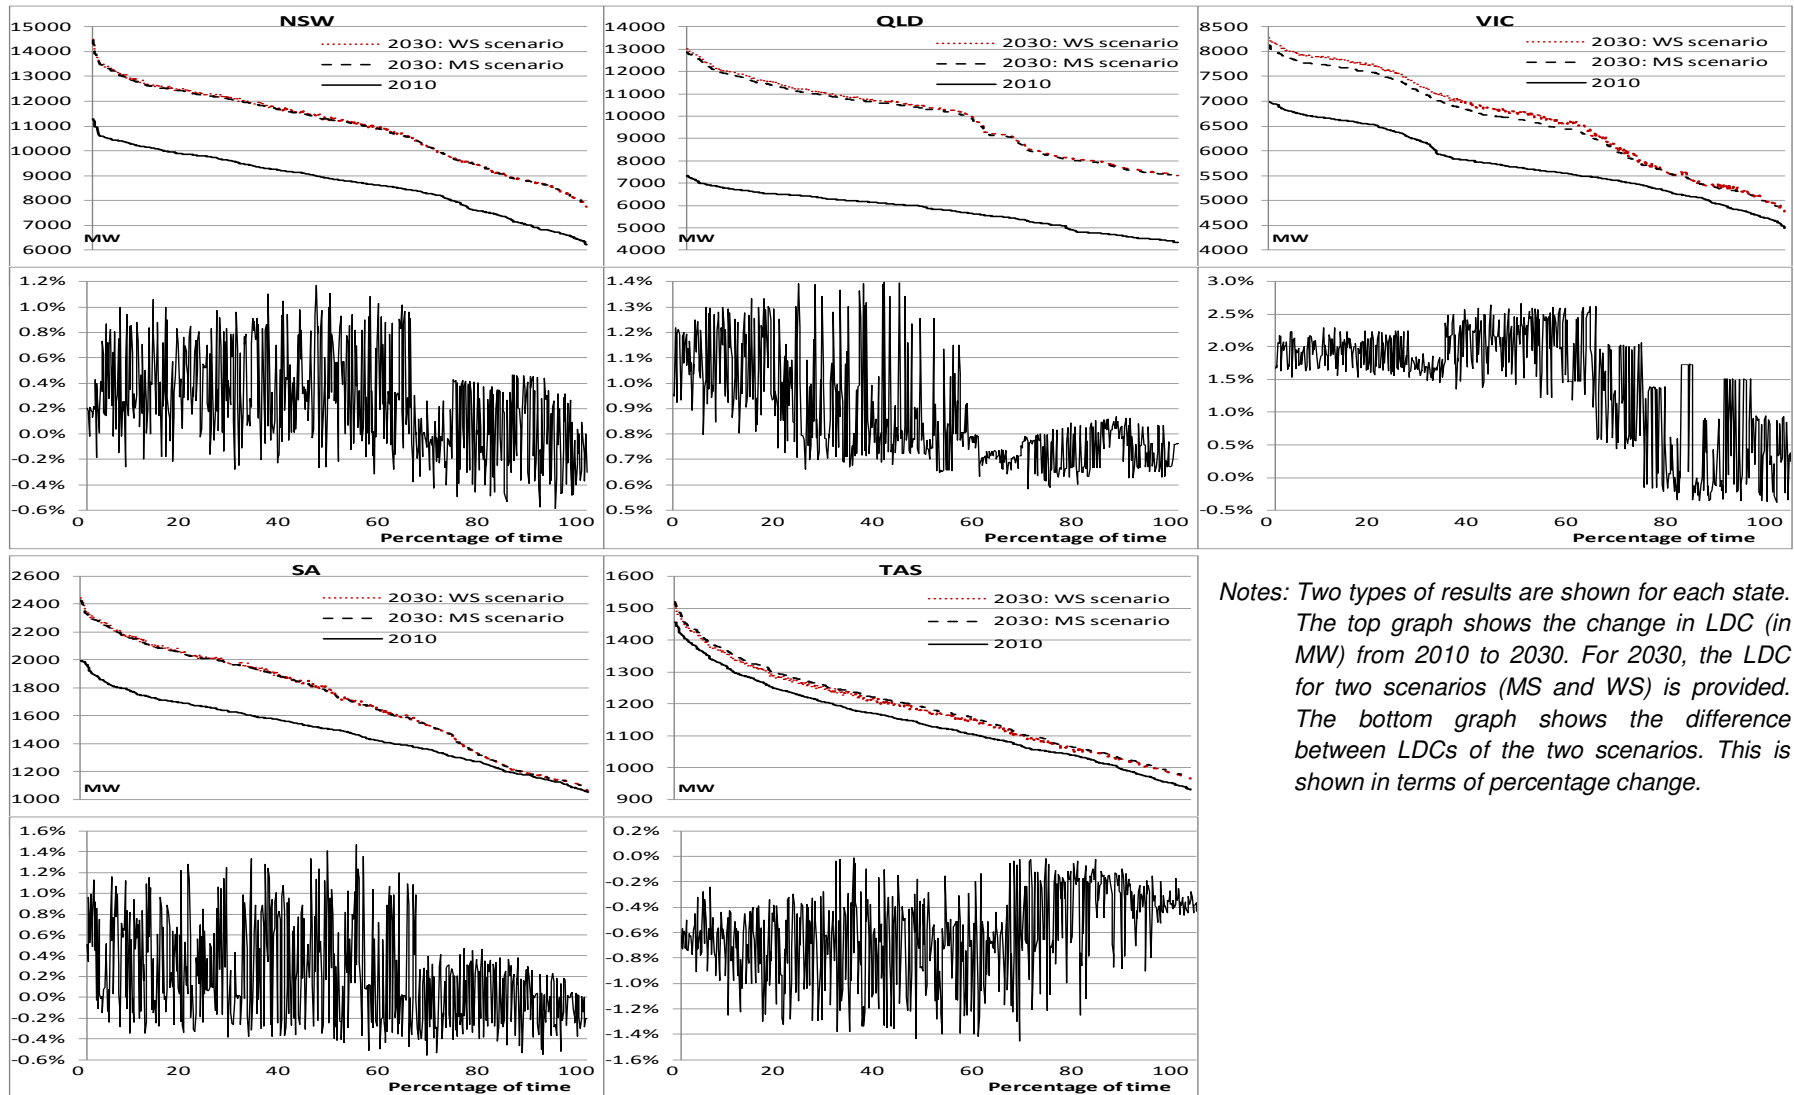 NSW
15000
14000
13000
12000
11000
10000
9000
8000
7000
6000
2030: WS scenario
2030: MS scenario
2010
MW
QLD
14000
13000
12000
11000
10000
9000
8000
7000
6000
5000
4000
2030: WS scenario
2030: MS scenario
2010
MW
VIC
8500
8000
7500
7000
6500
6000
5500
5000
4500
4000
2030: WS scenario
2030: MS scenario
2010
MW
1.2%
1.0%
0.8%
0.6%
0.4%
0.2%
0.0%
-0.2%
-0.4%
-0.6%
0 20 40 60 80 100
Percentage of time
1.4%
1.3%
1.2%
1.1%
1.0%
0.9%
0.8%
0.7%
0.6%
0.5%
0 20 40 60 80 100
Percentage of time
3.0%
2.5%
2.0%
1.5%
1.0%
0.5%
0.0%
-0.5%
0 20 40 60 80 100
Percentage of time
SA
2600
2400
2200
2000
1800
1600
1400
1200
1000
2030: WS scenario
2030: MS scenario
2010
MW
TAS
1600
1500
1400
1300
1200
1100
1000
900
2030: WS scenario
2030: MS scenario
2010
MW
Notes: Two types of results are shown for each state.
The top graph shows the change in LDC (in
MW) from 2010 to 2030. For 2030, the LDC
for two scenarios (MS and WS) is provided.
The bottom graph shows the difference
between LDCs of the two scenarios. This is
shown in terms of percentage change.
1.6%
1.4%
1.2%
1.0%
0.8%
0.6%
0.4%
0.2%
0.0%
-0.2%
-0.4%
-0.6%
0 20 40 60 80 100
Percentage of time
0.2%
0.0%
-0.2%
-0.4%
-0.6%
-0.8%
-1.0%
-1.2%
-1.4%
-1.6%
0 20 40 60 80 100
Percentage of time